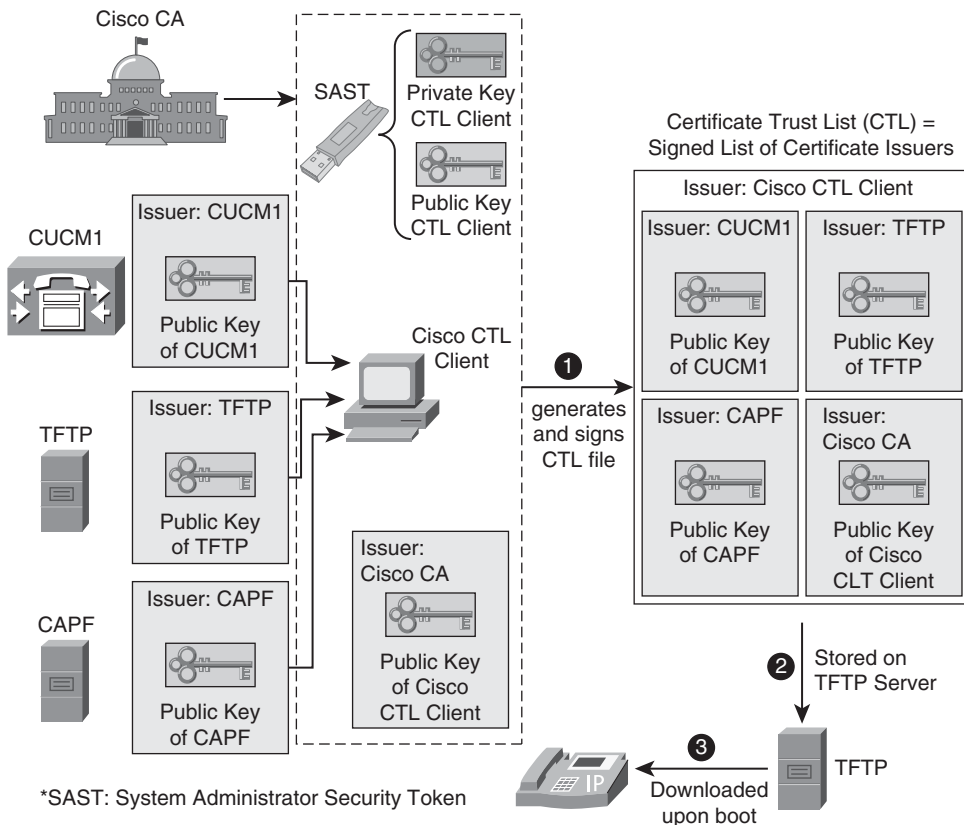 Cisco CA
SAST
Private Key
CTL Client
Public Key
CTL Client
Certificate Trust List (CTL) =
Signed List of Certificate Issuers
Issuer: Cisco CTL Client
CUCM1
Issuer: CUCM1
Public Key
of CUCM1
TFTP
Issuer: TFTP
Public Key
of TFTP
CAPF
Issuer: CAPF
Public Key
of CAPF
Cisco CTL
Client
Issuer:
Cisco CA
Public Key
of Cisco
CTL Client
1
generates
and signs
CTL file
Issuer: CUCM1
Public Key
of CUCM1
Issuer: TFTP
Public Key
of TFTP
Issuer: CAPF
Public Key
of CAPF
Issuer:
Cisco CA
Public Key
of Cisco
CLT Client
2
Stored on
TFTP Server
TFTP
3
Downloaded
upon boot
IP
*SAST: System Administrator Security Token